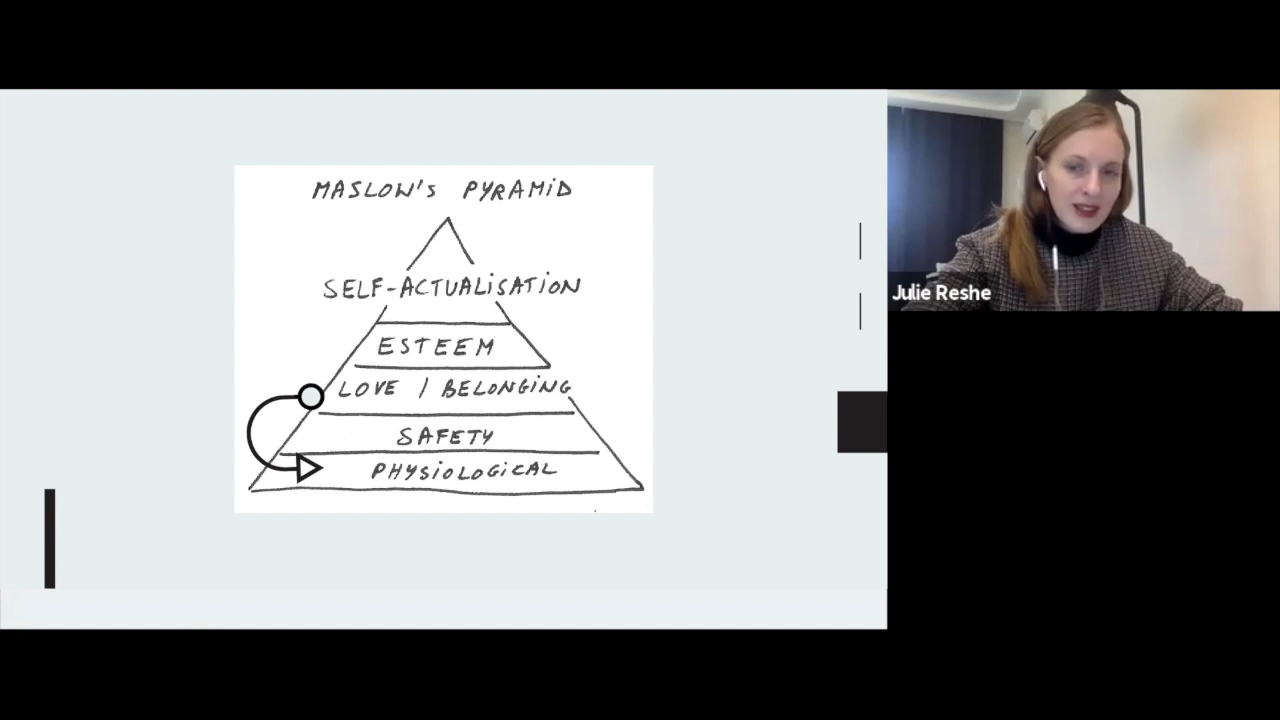 MASLOW'S PYRAMID
SELF-ACTUALISATION
ESTEEM
LOVE / BELONGING
SAFETY
PHYSIOLOGICAL
Julie Reshe